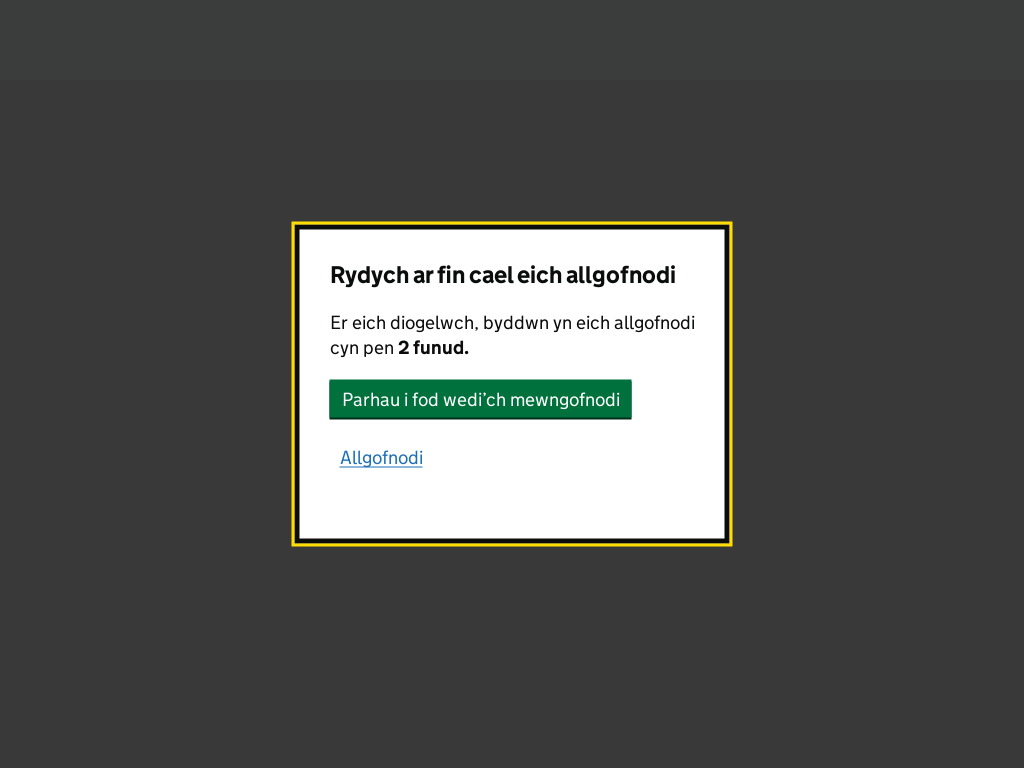 Rydych ar fin cael eich allgofnodi
Er eich diogelwch, byddwn yn eich allgofnodi
cyn pen 2 funud.
Parhau i fod wedi’ch mewngofnodi
Allgofnodi